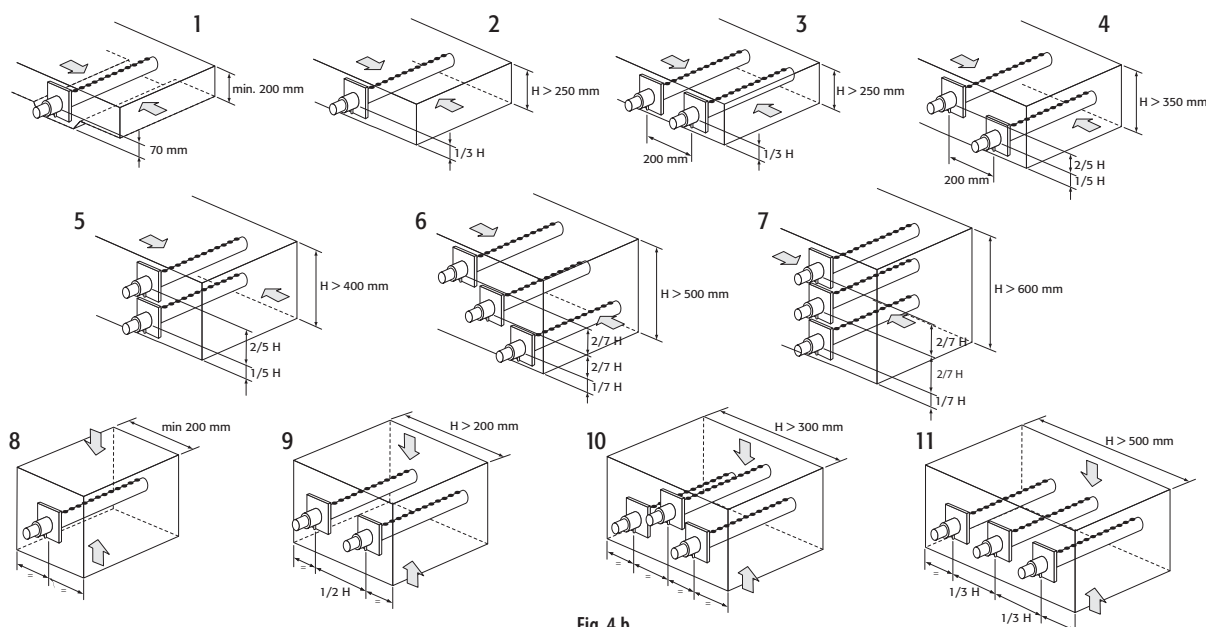 1
min. 200 mm
70 mm
2
H > 250 mm
1/3 H
3
H > 250 mm
200 mm
1/3 H
4
H > 350 mm
200 mm
2/5 H
1/5 H
5
H > 400 mm
2/5 H
1/5 H
6
H > 500 mm
2/7 H
2/7 H
1/7 H
7
H > 600 mm
2/7 H
2/7 H
1/7 H
8
min 200 mm
=
=
9
H > 200 mm
=
1/2 H
=
10
H > 300 mm
=
=
=
=
11
H > 500 mm
=
1/3 H
1/3 H
=
Fig. 4.b